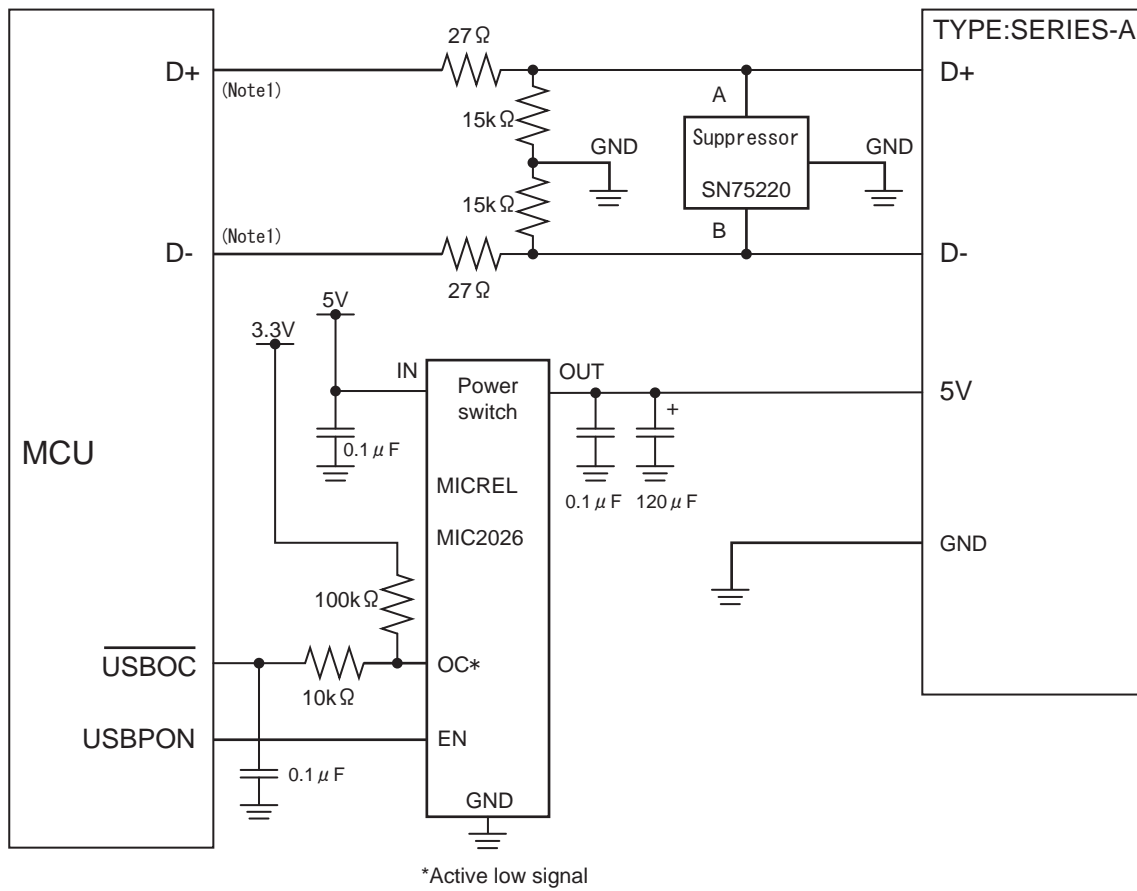 TYPE:SERIES-A
27Ω
D+
(Note1)
15kΩ
A
GND
Suppressor
SN75220
GND
D+
15kΩ
B
D-
(Note1)
27Ω
D-
5V
3.3V
IN
Power
switch
OUT
5V
+
0.1μF
MCU
MICREL
MIC2026
0.1μF
120μF
GND
100kΩ
USBOC
10kΩ
OC*
USBPON
EN
0.1μF
GND
*Active low signal